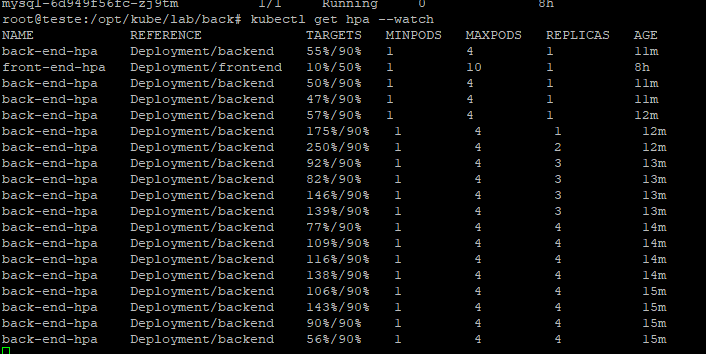 mysql-6d949f56fc-zj9tm 1/1 Running 0 8h
root@teste:/opt/kube/lab/back# kubectl get hpa --watch
NAME REFERENCE TARGETS MINPODS MAXPODS REPLICAS AGE
back-end-hpa Deployment/backend 55%/90% 1 4 1 11m
front-end-hpa Deployment/frontend 10%/50% 1 10 1 8h
back-end-hpa Deployment/backend 50%/90% 1 4 1 11m
back-end-hpa Deployment/backend 47%/90% 1 4 1 11m
back-end-hpa Deployment/backend 57%/90% 1 4 1 12m
back-end-hpa Deployment/backend 175%/90% 1 4 1 12m
back-end-hpa Deployment/backend 250%/90% 1 4 2 12m
back-end-hpa Deployment/backend 92%/90% 1 4 3 13m
back-end-hpa Deployment/backend 82%/90% 1 4 3 13m
back-end-hpa Deployment/backend 146%/90% 1 4 3 13m
back-end-hpa Deployment/backend 139%/90% 1 4 3 13m
back-end-hpa Deployment/backend 77%/90% 1 4 4 14m
back-end-hpa Deployment/backend 109%/90% 1 4 4 14m
back-end-hpa Deployment/backend 116%/90% 1 4 4 14m
back-end-hpa Deployment/backend 138%/90% 1 4 4 14m
back-end-hpa Deployment/backend 106%/90% 1 4 4 15m
back-end-hpa Deployment/backend 143%/90% 1 4 4 15m
back-end-hpa Deployment/backend 90%/90% 1 4 4 15m
back-end-hpa Deployment/backend 56%/90% 1 4 4 15m